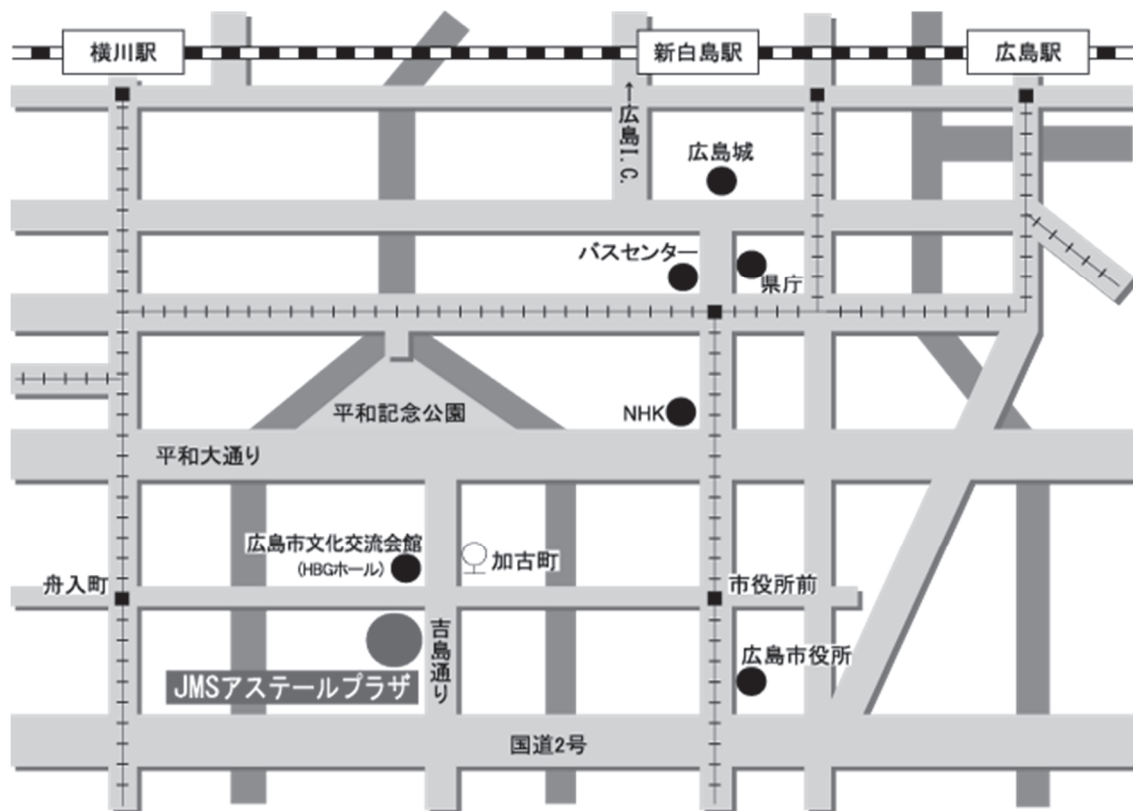 横川駅
新白島駅
広島駅
←広島I.C.
広島城
バスセンター
県庁
平和記念公園
NHK
平和大通り
広島市文化交流会館
(HBGホール)
加古町
舟入町
市役所前
吉島通り
広島市役所
JMSアステールプラザ
国道2号